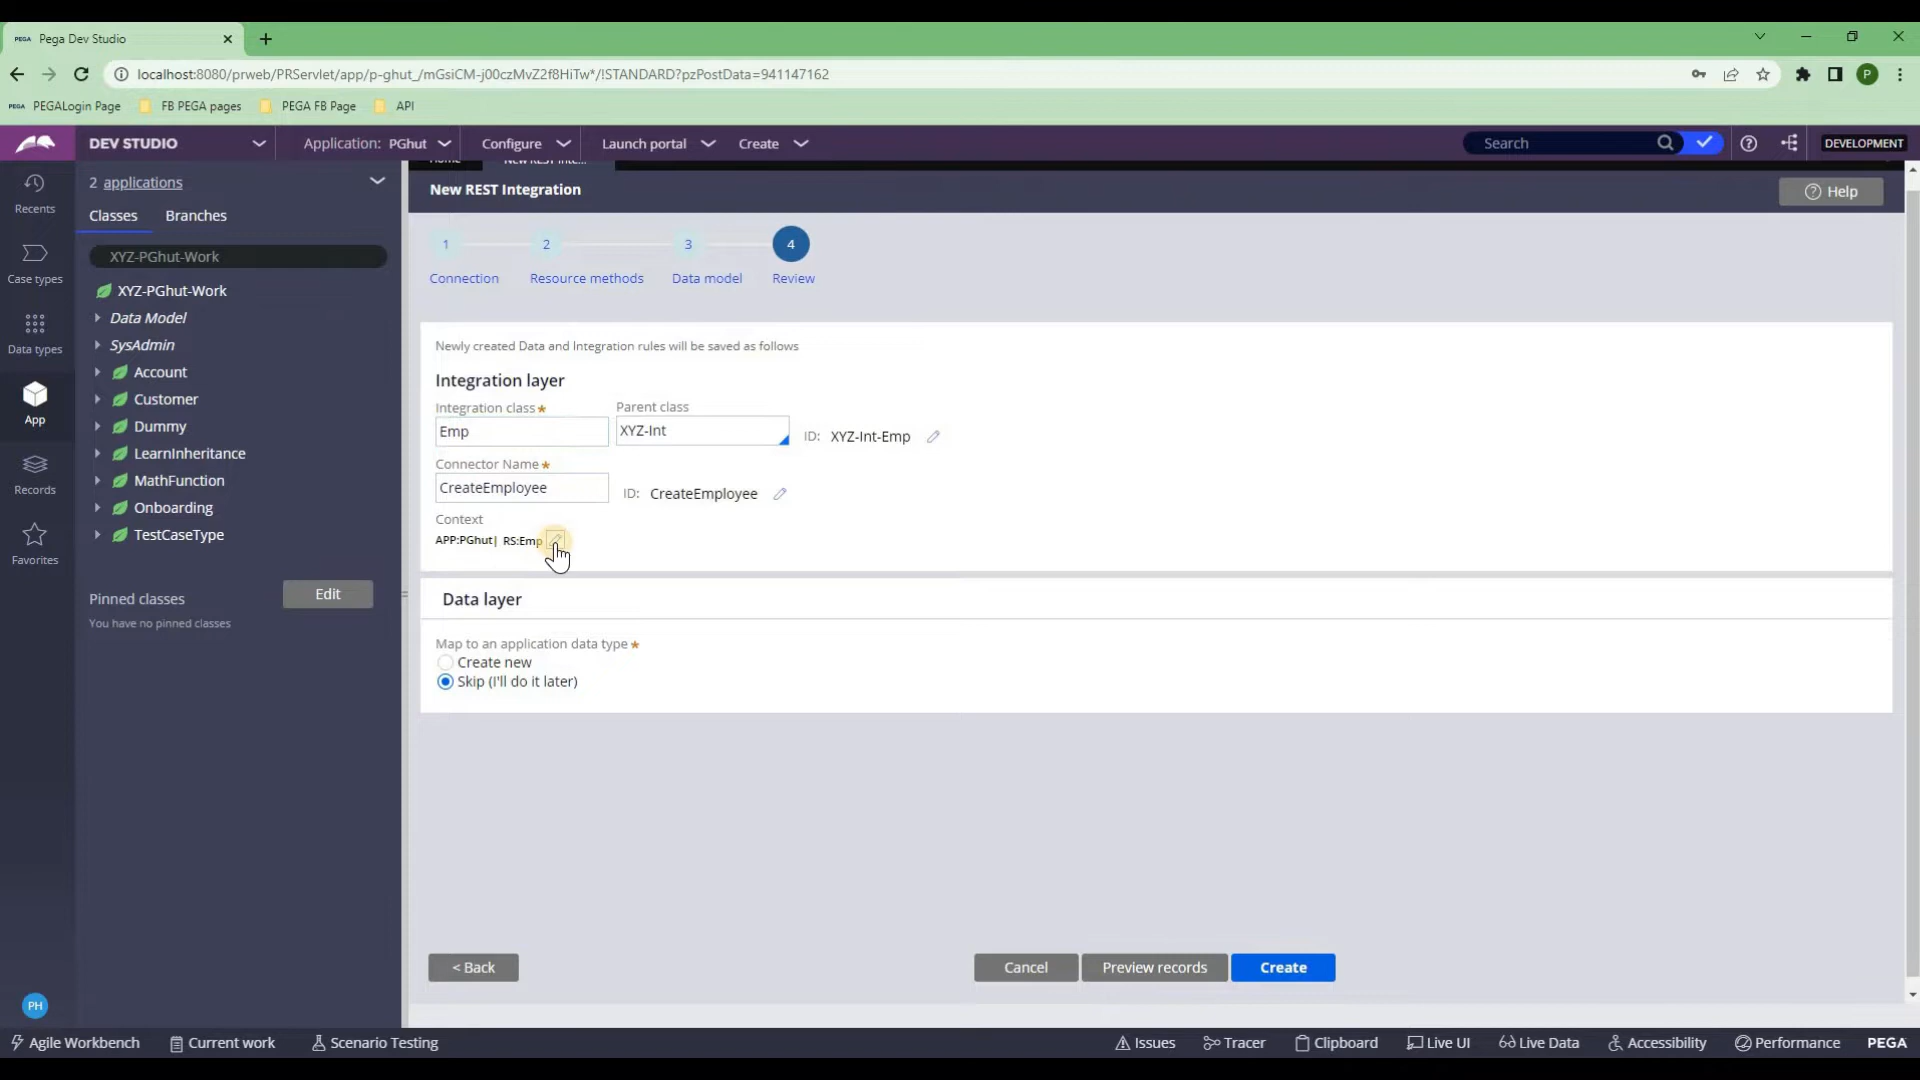 PEGA Pega Dev Studio
localhost:8080/prweb/PRServlet/app/p-ghut_/mGsiCM-j00czMvZ2f8HiTw*/!STANDARD?pzPostData=941147162
P
PEGA PEGALogin Page FB PEGA pages PEGA FB Page API
DEV STUDIO Application: PGhut Configure Launch portal Create Search DEVELOPMENT
Home New REST Inte...
Recents
Case types
Data types
App
Records
Favorites
PH
2 applications
Classes Branches
XYZ-PGhut-Work
XYZ-PGhut-Work
Data Model
SysAdmin
Account
Customer
Dummy
LearnInheritance
MathFunction
Onboarding
TestCaseType
Pinned classes Edit
You have no pinned classes
New REST Integration Help
1 2 3 4
Connection Resource methods Data model Review
Newly created Data and Integration rules will be saved as follows
Integration layer
Integration class★ Parent class
Emp XYZ-Int ID: XYZ-Int-Emp
Connector Name★
CreateEmployee ID: CreateEmployee
Context
APP:PGhut| RS:Emp
Data layer
Map to an application data type ★
Create new
Skip (I'll do it later)
< Back Cancel Preview records Create
Agile Workbench Current work Scenario Testing Issues Tracer Clipboard Live UI Live Data Accessibility Performance PEGA